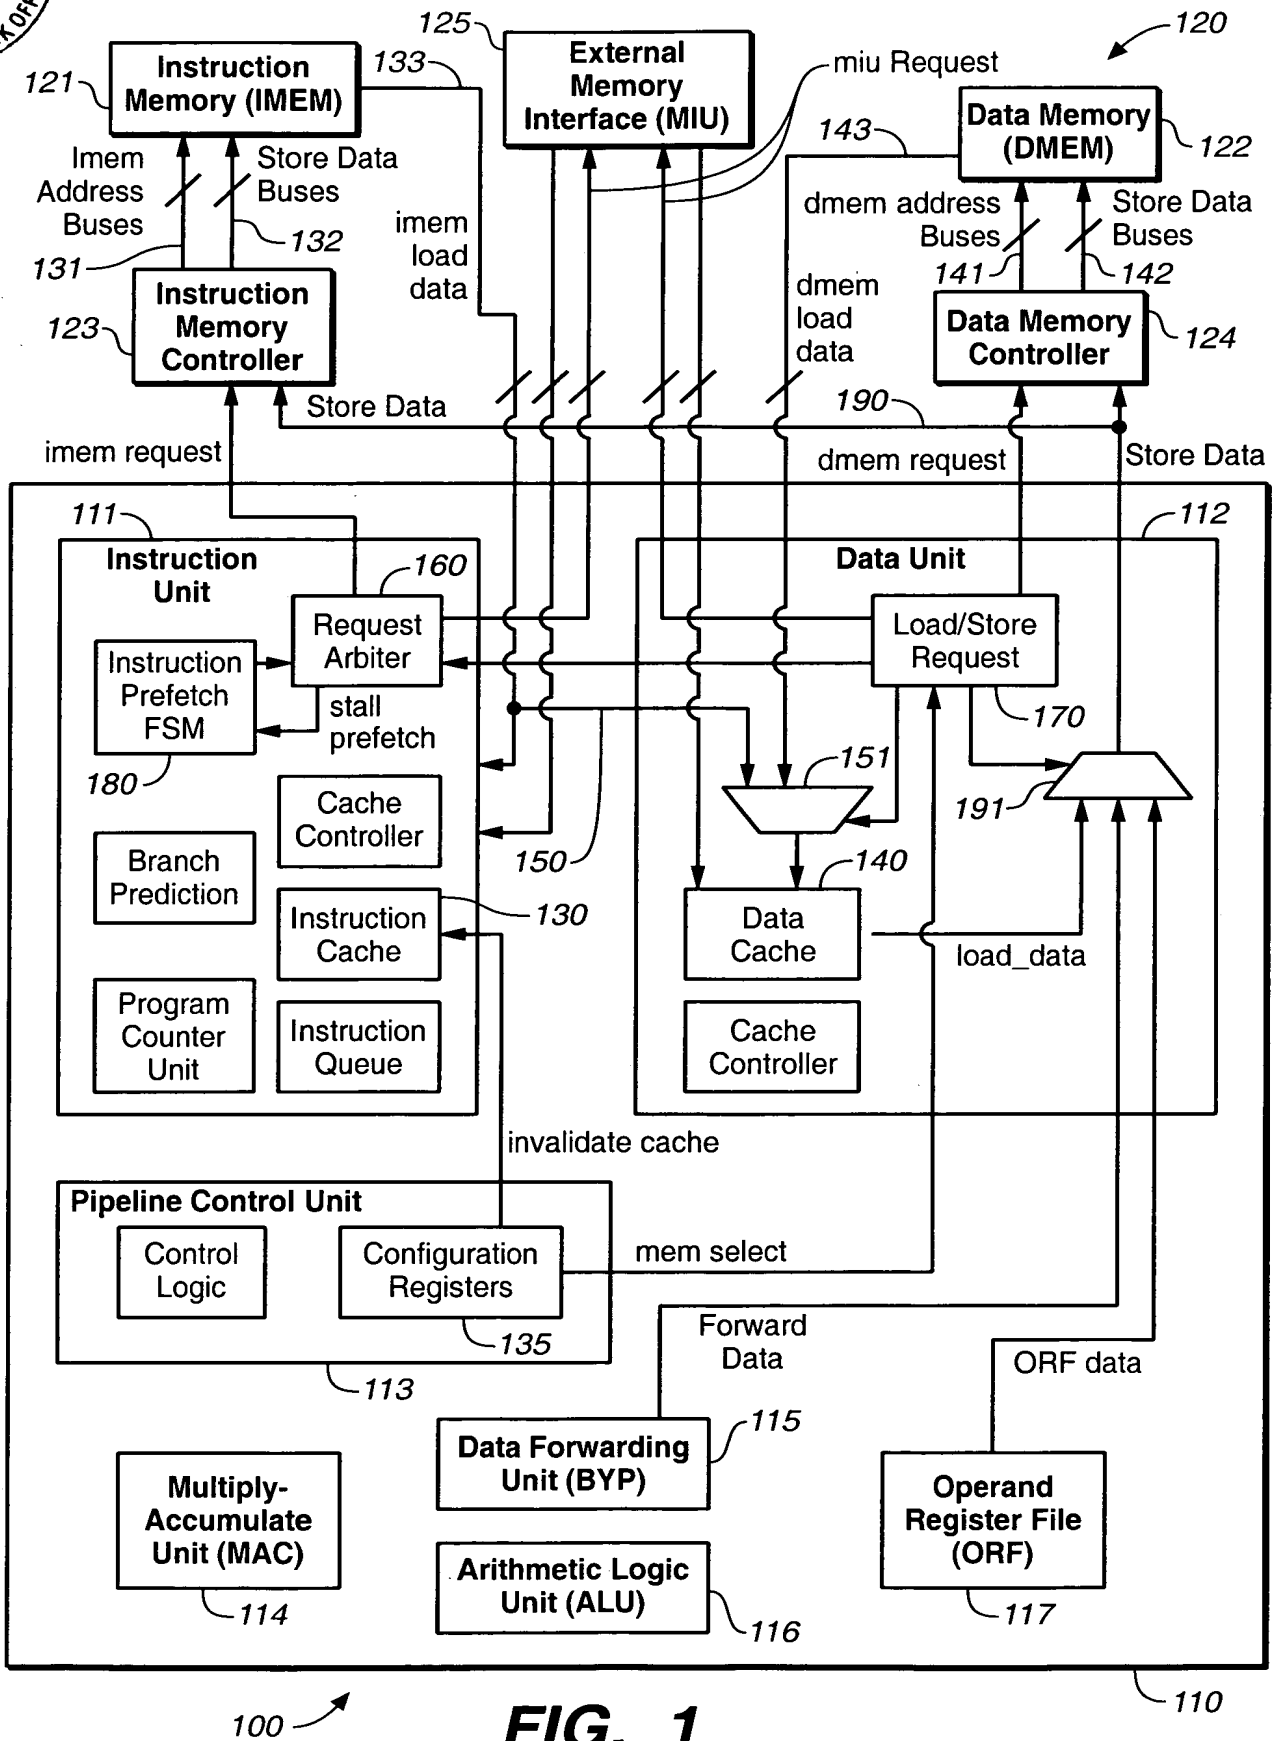 K OFF
125
External
Memory
Interface (MIU)
120
miu Request
121
Instruction
Memory (IMEM)
133
143
Data Memory
(DMEM)
122
Imem
Address
Buses
Store Data
Buses
131
132
imem
load
data
dmem address
Buses
Store Data
Buses
141
142
dmem
load
data
123
Instruction
Memory
Controller
Data Memory
Controller
124
Store Data
190
imem request
dmem request
Store Data
111
Instruction
Unit
112
Data Unit
160
Request
Arbiter
Load/Store
Request
170
Instruction
Prefetch
FSM
stall
prefetch
180
151
191
Cache
Controller
150
140
Branch
Prediction
Instruction
Cache
130
Data
Cache
load_data
Program
Counter
Unit
Instruction
Queue
Cache
Controller
invalidate cache
Pipeline Control Unit
Control
Logic
Configuration
Registers
mem select
135
113
Forward
Data
ORF data
115
Data Forwarding
Unit (BYP)
Multiply-
Accumulate
Unit (MAC)
114
Operand
Register File
(ORF)
117
Arithmetic Logic
Unit (ALU)
116
110
100
FIG. 1